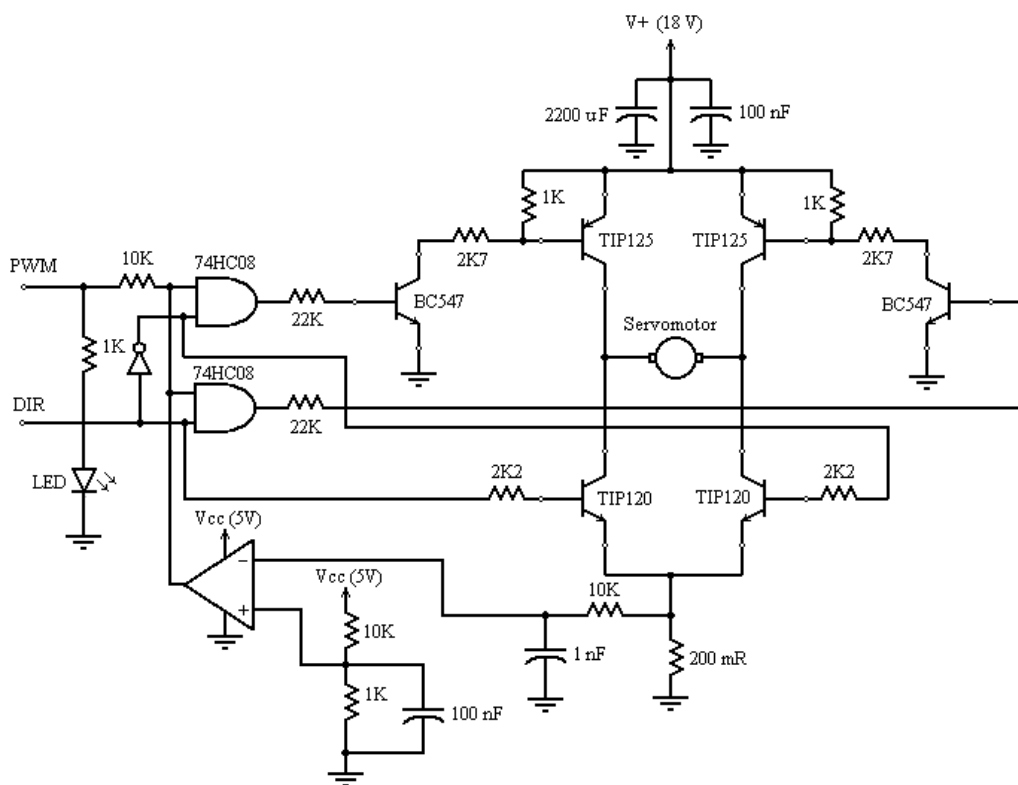 V+ (18 V)
2200 uF
100 nF
1K
1K
TIP125
TIP125
2K7
2K7
PWM
10K
74HC08
22K
BC547
BC547
Servomotor
1K
74HC08
DIR
22K
LED
2K2
TIP120
TIP120
2K2
Vcc (5V)
−
+
Vcc (5V)
10K
10K
1 nF
200 mR
1K
100 nF